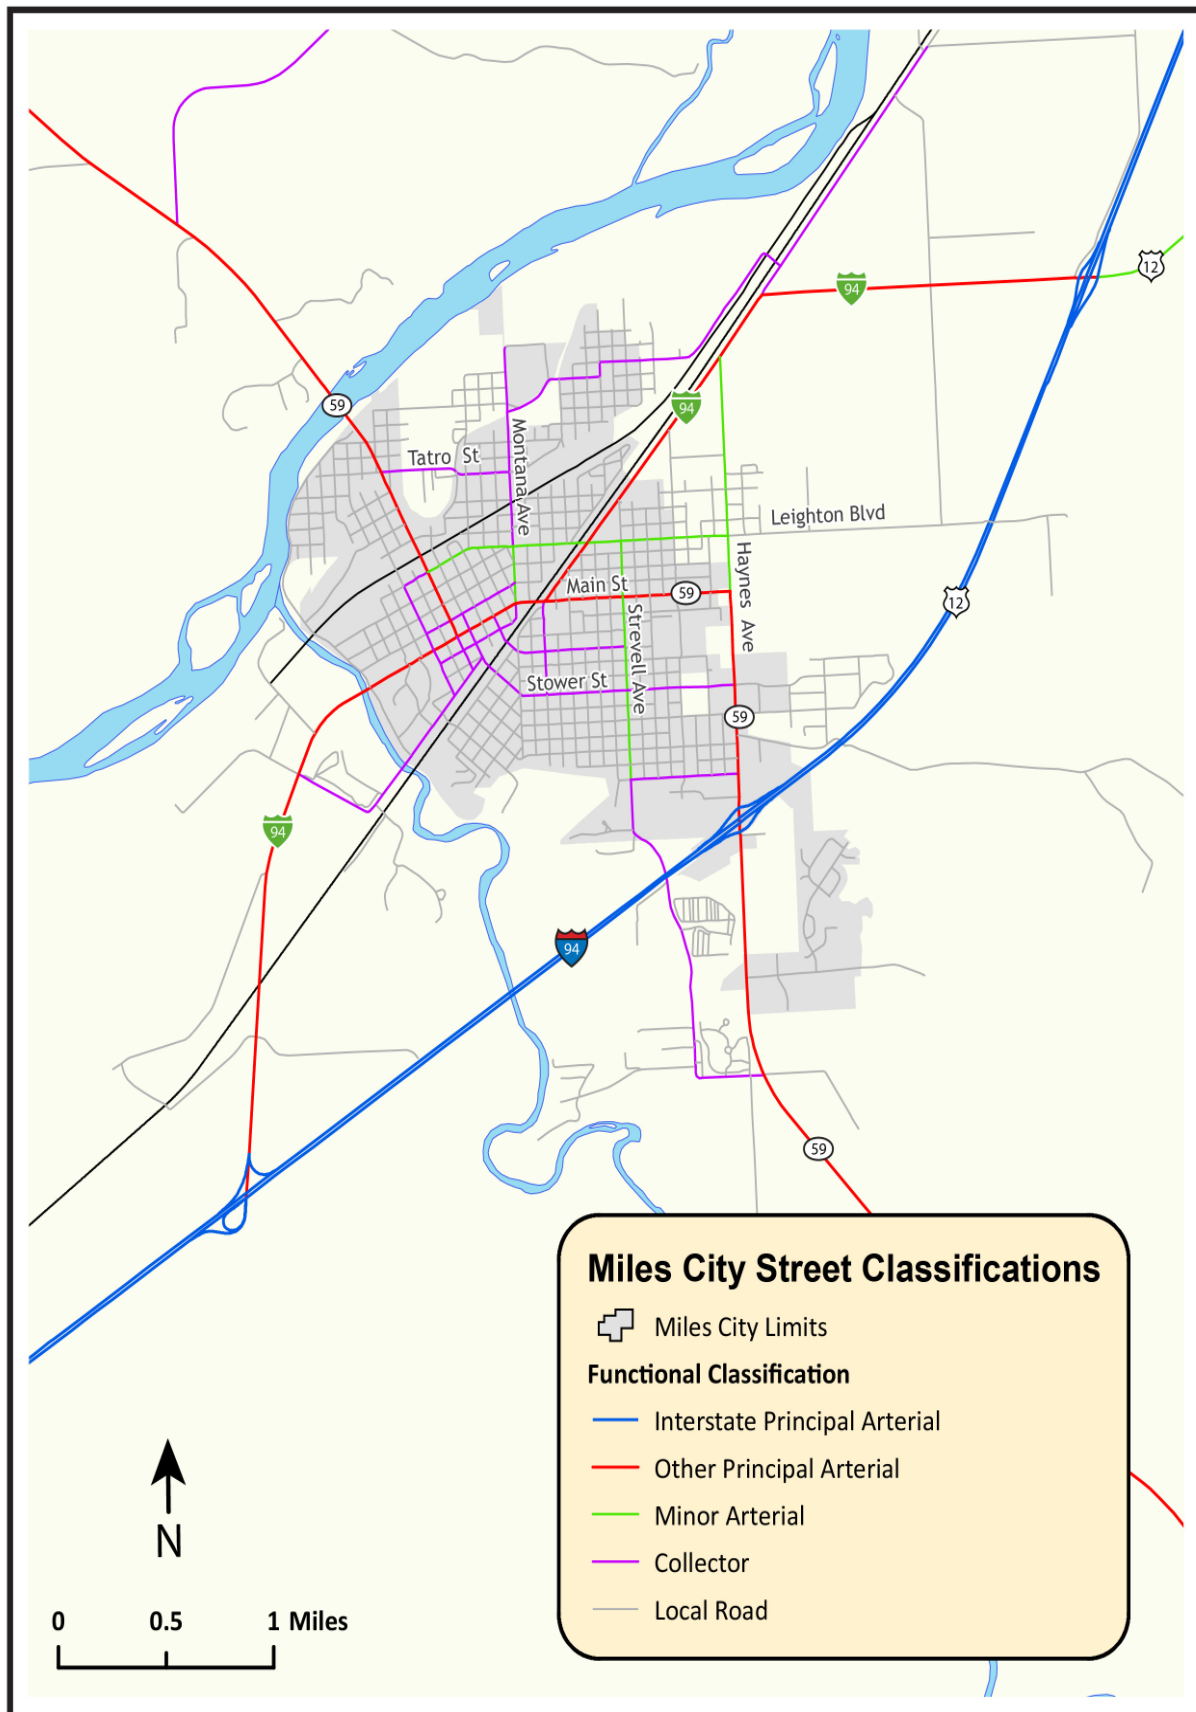 12
94
59
94
Tatro St
Montana Ave
Leighton Blvd
Haynes Ave
Main St
59
12
Strevell Ave
Stower St
59
94
94
59
Miles City Street Classifications
Miles City Limits
Functional Classification
Interstate Principal Arterial
Other Principal Arterial
Minor Arterial
Collector
Local Road
N
0 0.5 1 Miles